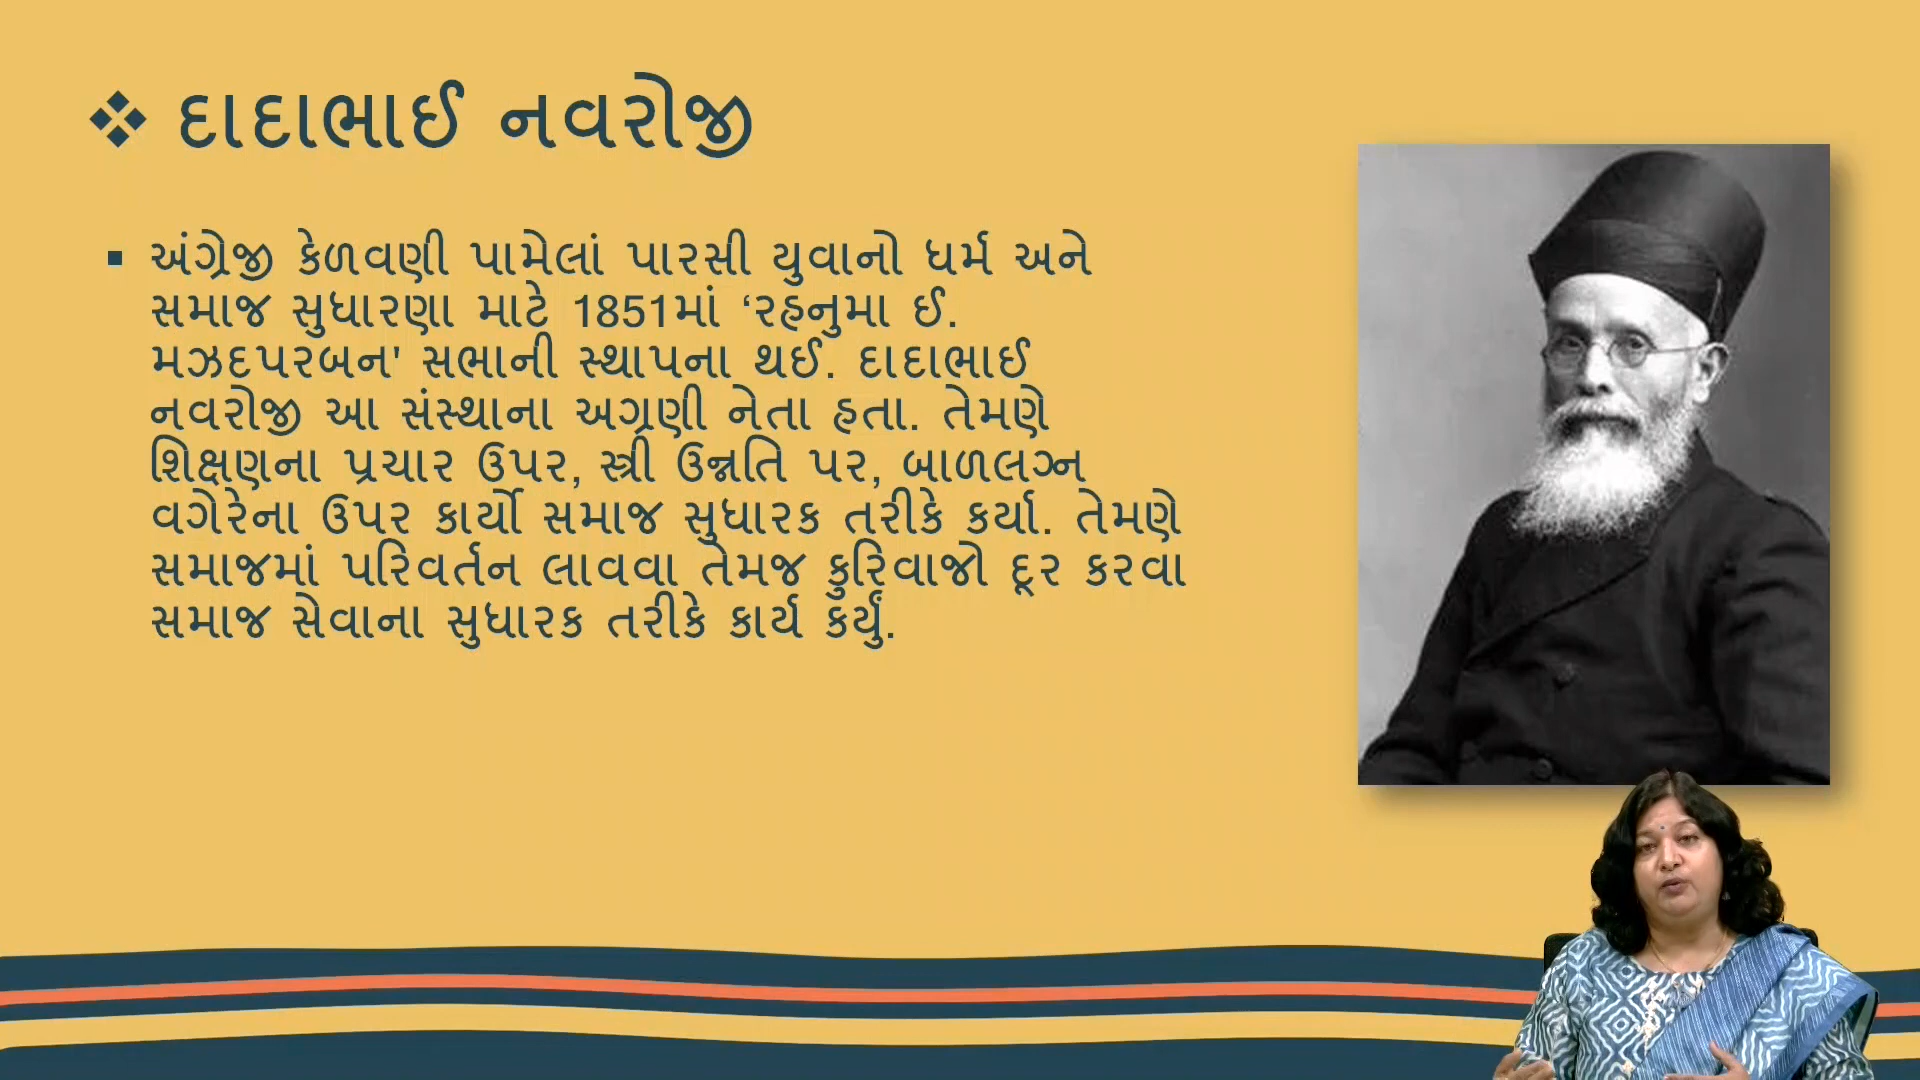 દાદાભાઈ નવરોજી
અંગ્રેજી કેળવણી પામેલાં પારસી યુવાનો ધર્મ અને
સમાજ સુધારણા માટે 1851માં ‘રહનુમા ઈ.
મઝદપરબન' સભાની સ્થાપના થઈ. દાદાભાઈ
નવરોજી આ સંસ્થાના અગ્રણી નેતા હતા. તેમણે
શિક્ષણના પ્રચાર ઉપર, સ્ત્રી ઉન્નતિ પર, બાળલગ્ન
વગેરેના ઉપર કાર્યો સમાજ સુધારક તરીકે કર્યા. તેમણે
સમાજમાં પરિવર્તન લાવવા તેમજ કુરિવાજો દૂર કરવા
સમાજ સેવાના સુધારક તરીકે કાર્ય કર્યું.